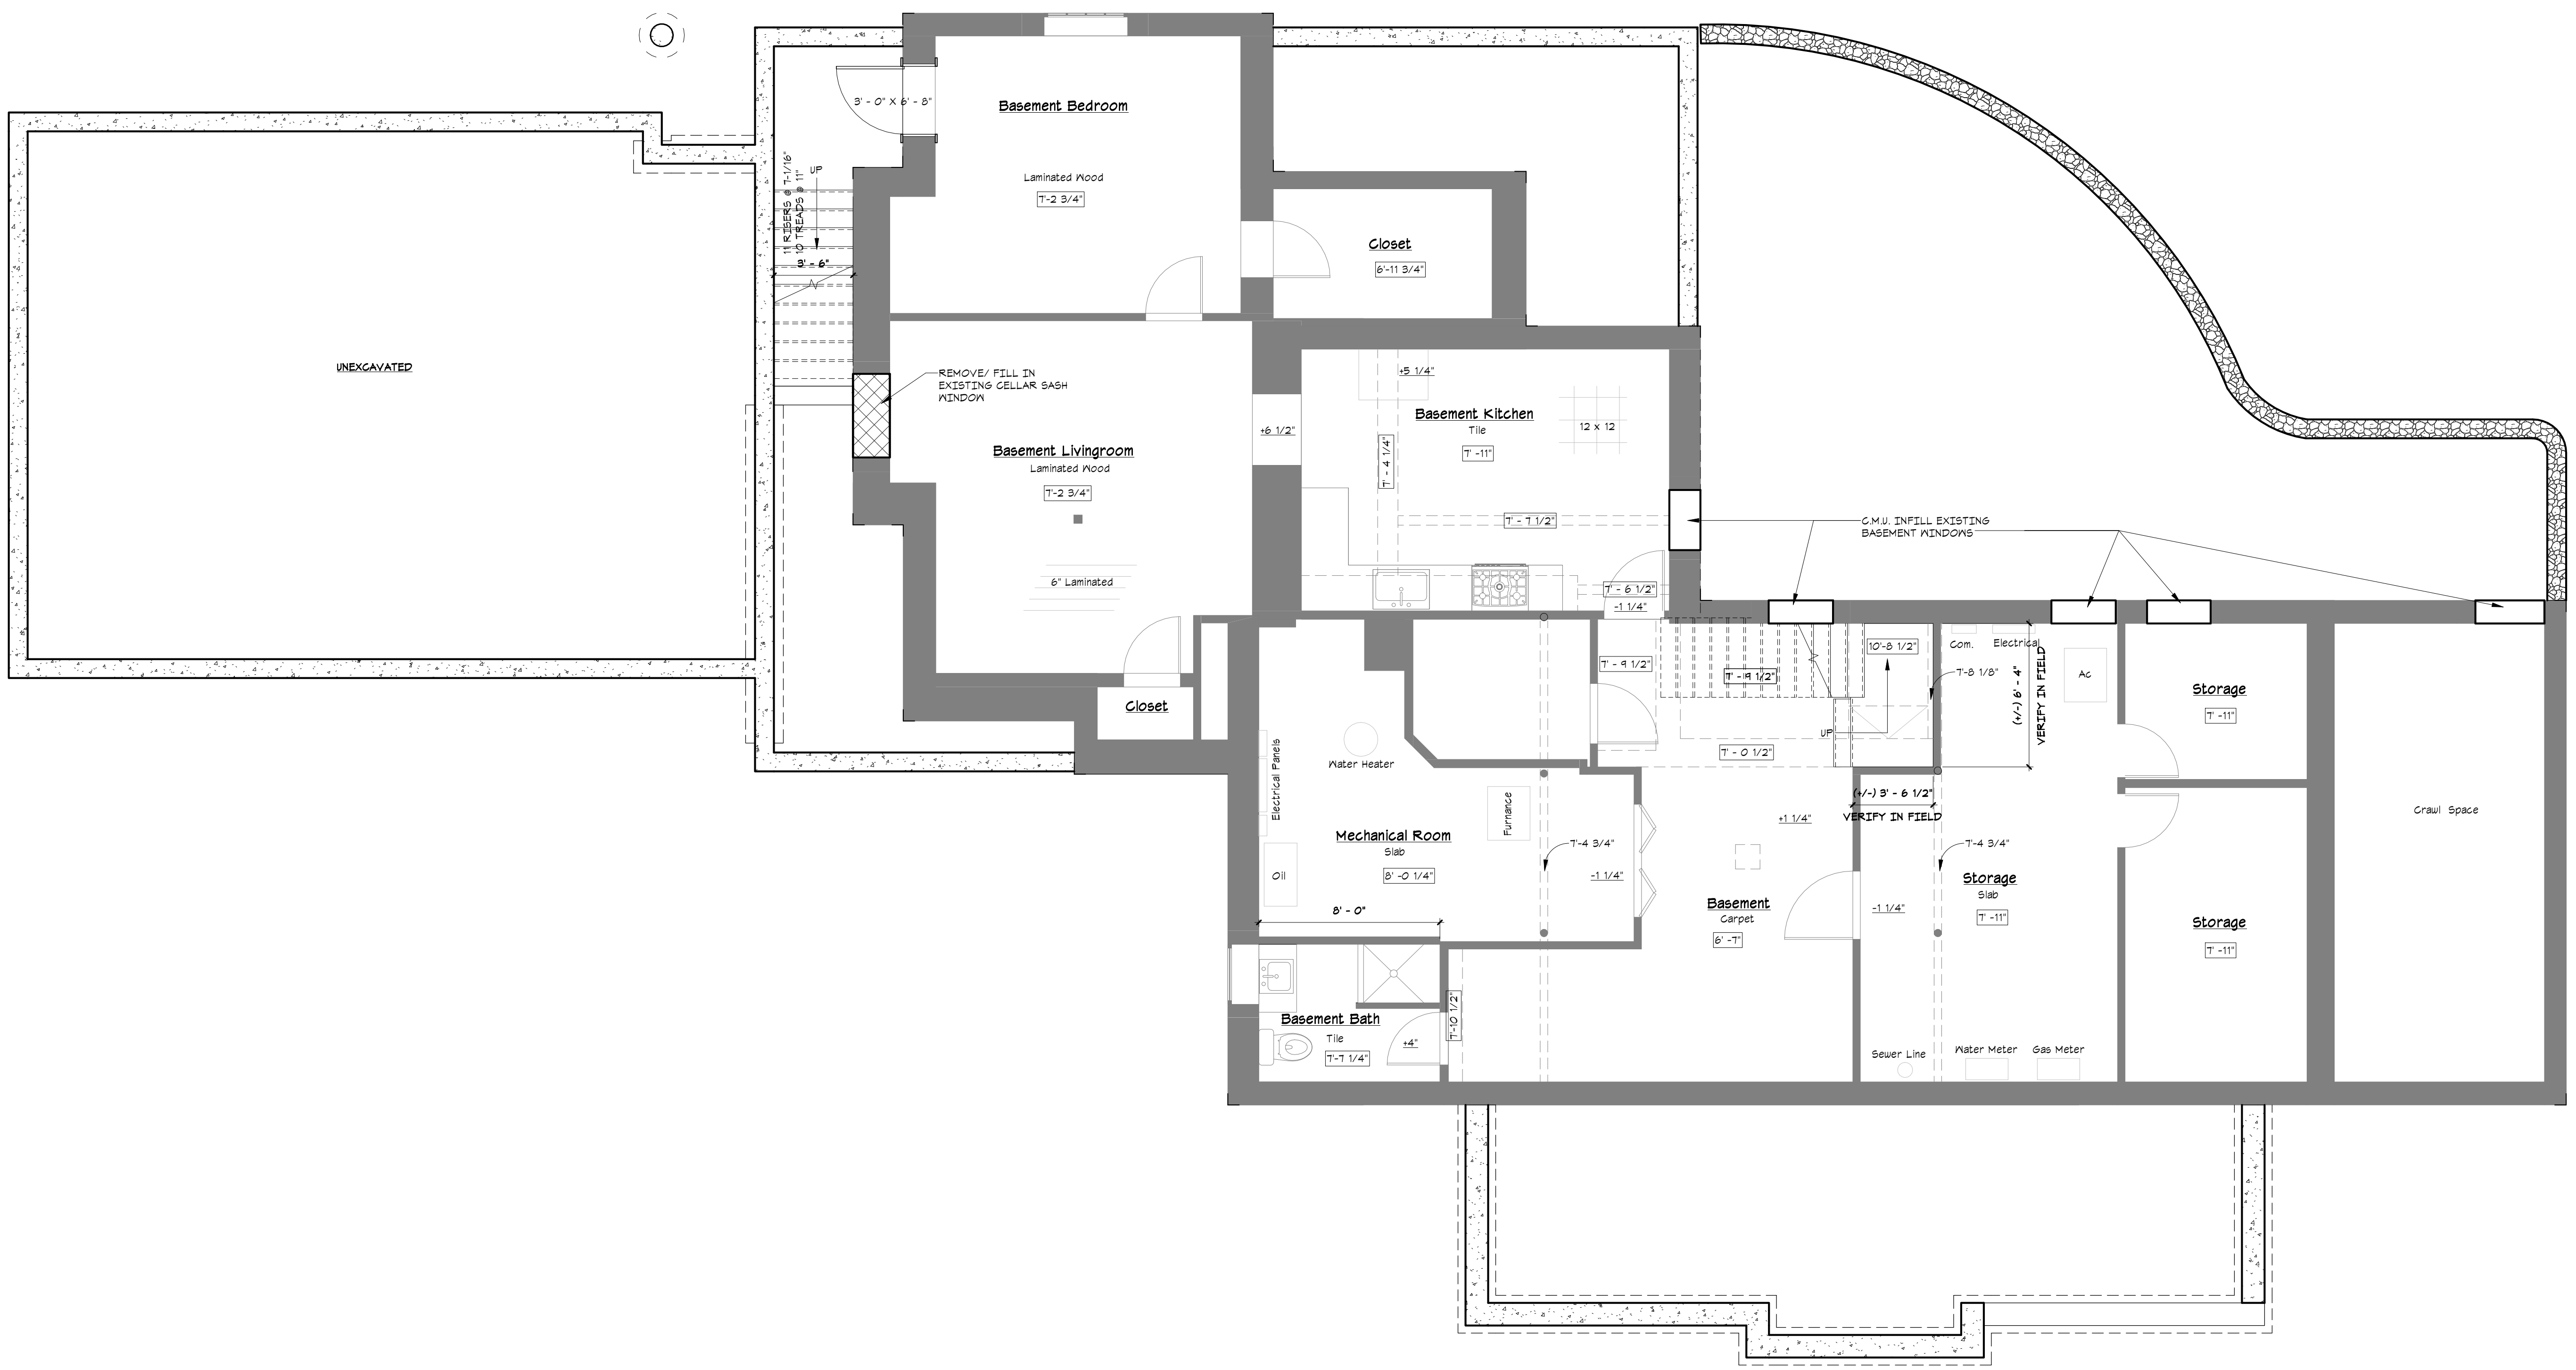 3' - 0" X 6' - 8"
Basement Bedroom
Laminated Wood
7'-2 3/4"
11 RISERS @ 7-1/16"
10 TREADS @ 11"
UP
3' - 6"
Closet
6'-11 3/4"
UNEXCAVATED
REMOVE/ FILL IN
EXISTING CELLAR SASH
WINDOW
Basement Livingroom
Laminated Wood
7'-2 3/4"
6" Laminated
+6 1/2"
+5 1/4"
Basement Kitchen
Tile
7' -11"
12 x 12
7' - 4 1/4"
7' - 7 1/2"
7' - 6 1/2"
-1 1/4"
C.M.U. INFILL EXISTING
BASEMENT WINDOWS
Closet
7' - 9 1/2"
7' - 9 1/2"
10'-8 1/2"
7'-8 1/8"
UP
7' - 0 1/2"
Com.
Electrical
Ac
(+/-) 6' - 4"
VERIFY IN FIELD
Storage
7' -11"
Electrical Panels
Water Heater
Furnance
Mechanical Room
Slab
8' -0 1/4"
Oil
8' - 0"
7'-4 3/4"
-1 1/4"
+1 1/4"
(+/-) 3' - 6 1/2"
VERIFY IN FIELD
7'-4 3/4"
Basement
Carpet
6' -7"
-1 1/4"
Storage
Slab
7' -11"
Storage
7' -11"
Crawl Space
Basement Bath
Tile
7'-7 1/4"
+4"
7'-10 1/2"
Sewer Line
Water Meter
Gas Meter